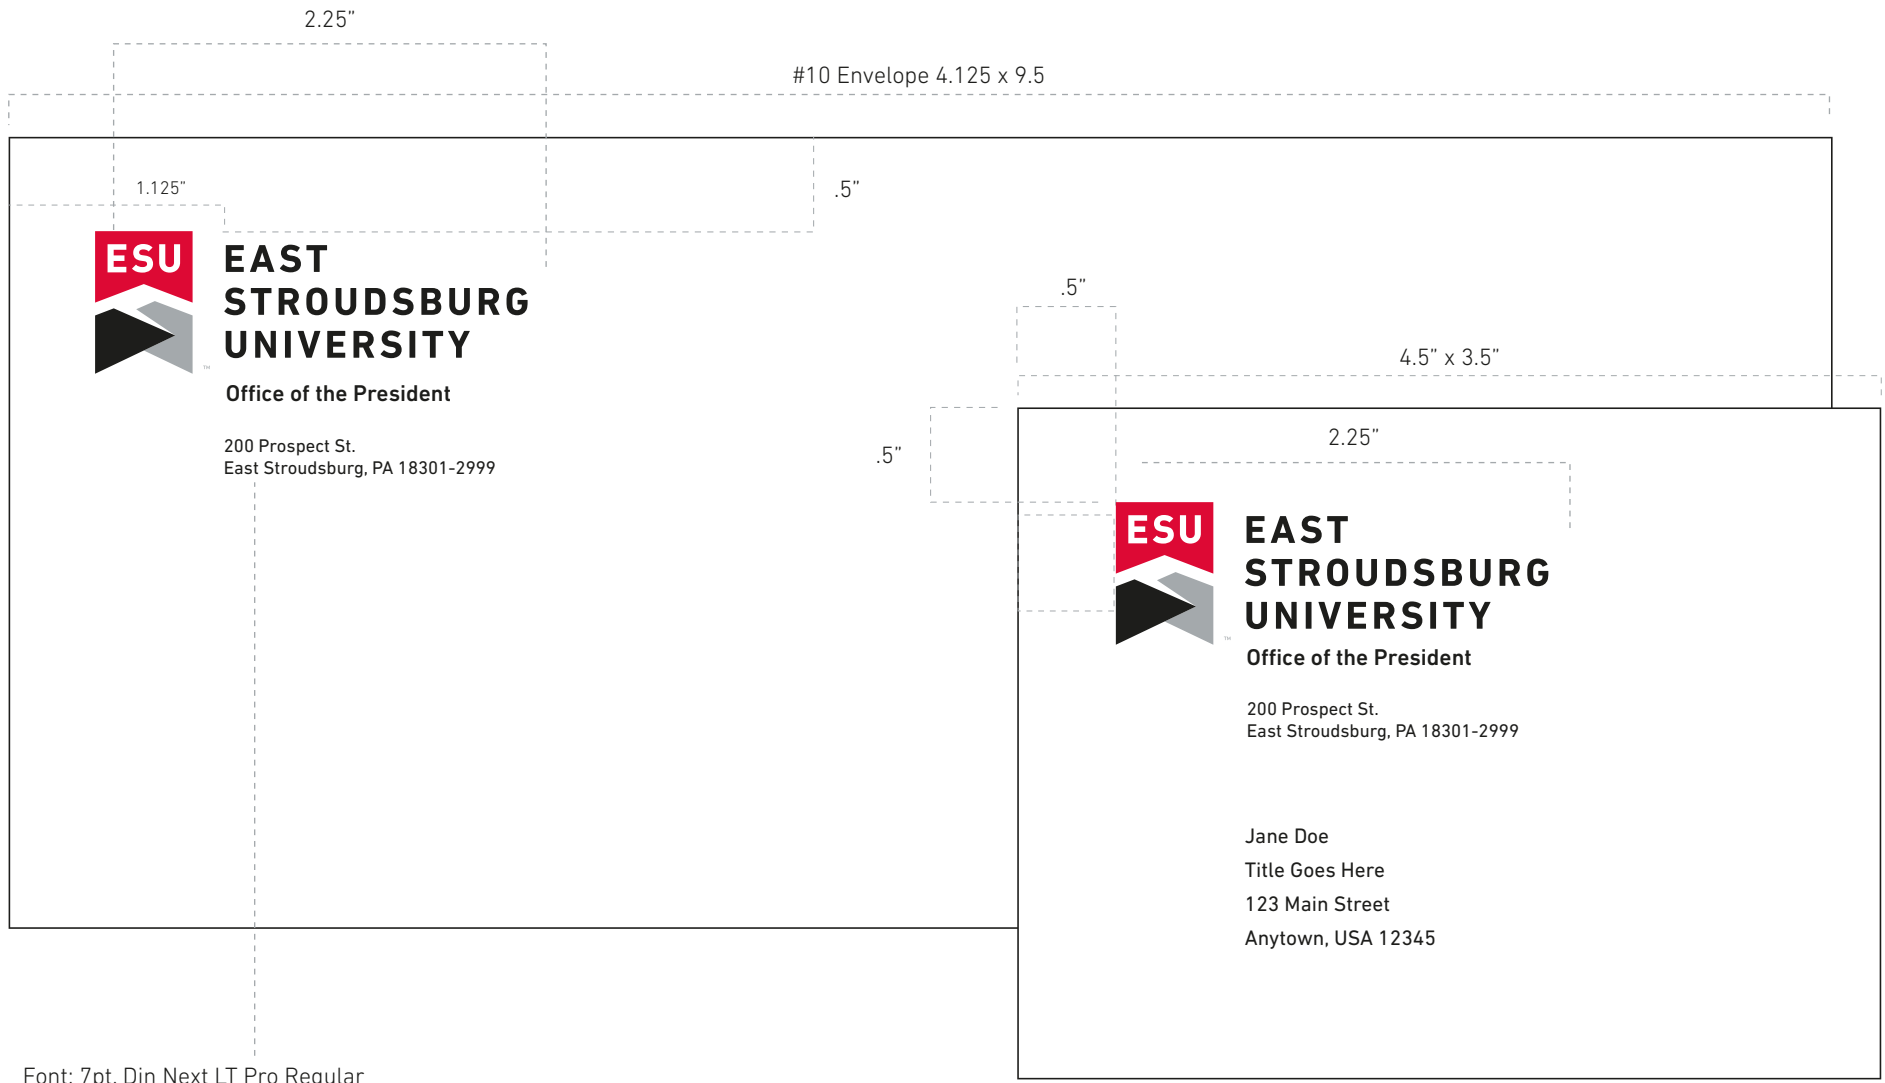 2.25”
#10 Envelope 4.125 x 9.5
1.125”
.5”
ESU
EAST
STROUDSBURG
UNIVERSITY
™
Office of the President
200 Prospect St.
East Stroudsburg, PA 18301-2999
Font: 7pt. Din Next LT Pro Regular
.5”
4.5” x 3.5”
.5”
2.25”
ESU
EAST
STROUDSBURG
UNIVERSITY
™
Office of the President
200 Prospect St.
East Stroudsburg, PA 18301-2999
Jane Doe
Title Goes Here
123 Main Street
Anytown, USA 12345